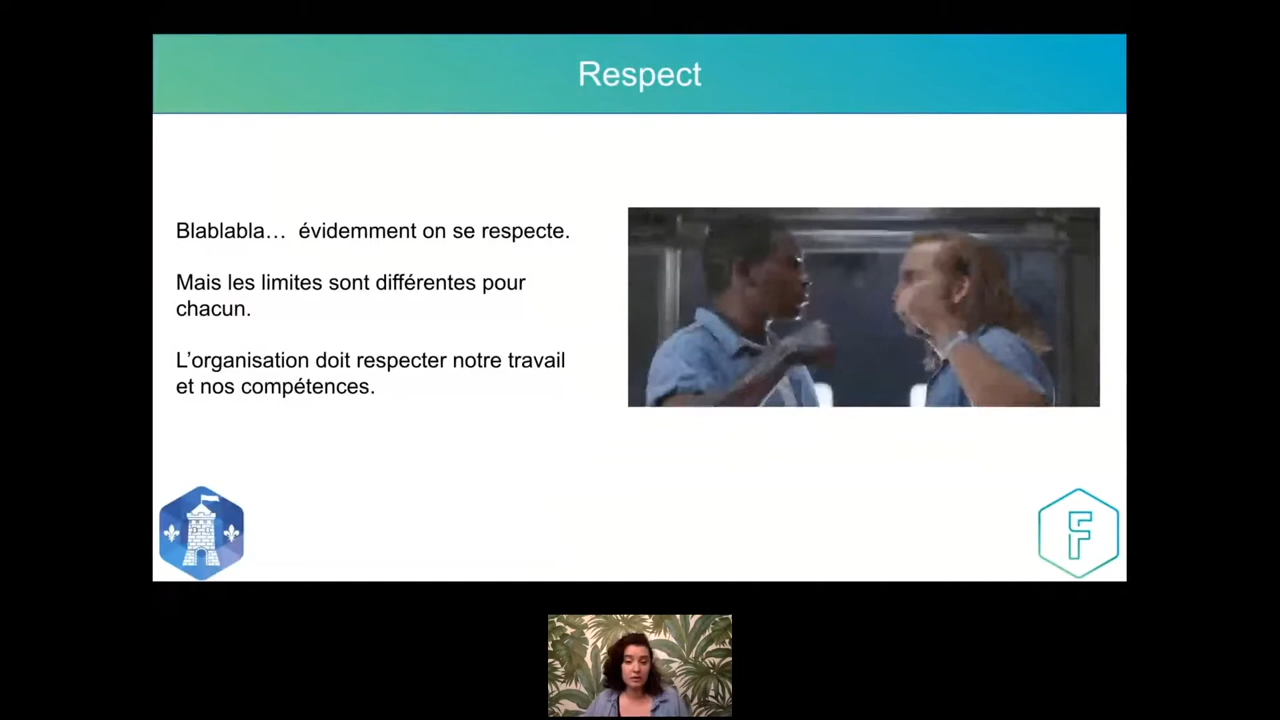 Respect
Blablabla… évidemment on se respecte.
Mais les limites sont différentes pour
chacun.
L’organisation doit respecter notre travail
et nos compétences.
F